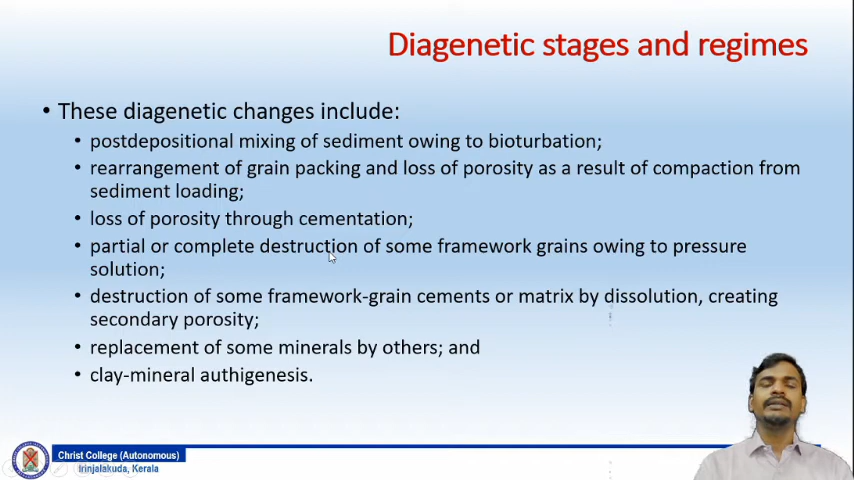 Diagenetic stages and regimes
• These diagenetic changes include:
• postdepositional mixing of sediment owing to bioturbation;
• rearrangement of grain packing and loss of porosity as a result of compaction from
sediment loading;
• loss of porosity through cementation;
• partial or complete destruction of some framework grains owing to pressure
solution;
• destruction of some framework-grain cements or matrix by dissolution, creating
secondary porosity;
• replacement of some minerals by others; and
• clay-mineral authigenesis.
Christ College (Autonomous)
Irinjalakuda, Kerala